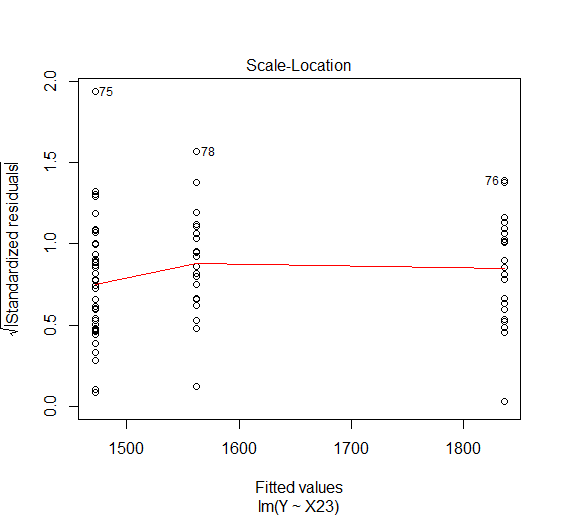 Scale-Location
√|Standardized residuals|
2.0
1.5
1.0
0.5
0.0
75
78
76
1500 1600 1700 1800
Fitted values
lm(Y ~ X23)